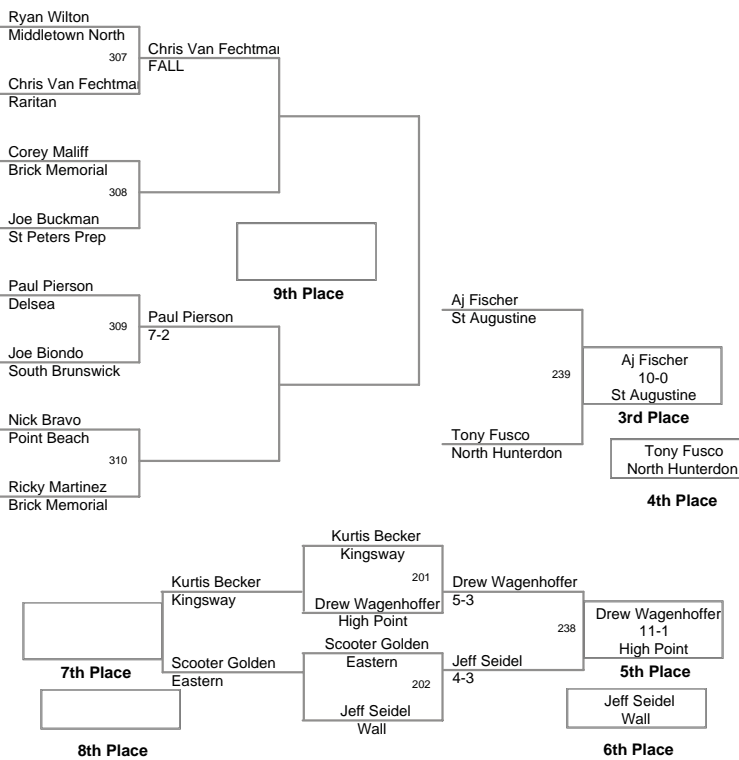 Ryan Wilton
Middletown North
307
Chris Van Fechtmar
Raritan
Chris Van Fechtmar
FALL
Corey Maliff
Brick Memorial
308
Joe Buckman
St Peters Prep
9th Place
Paul Pierson
Delsea
309
Joe Biondo
South Brunswick
Paul Pierson
7-2
Nick Bravo
Point Beach
310
Ricky Martinez
Brick Memorial
Aj Fischer
St Augustine
239
Tony Fusco
North Hunterdon
Aj Fischer
10-0
St Augustine
3rd Place
Tony Fusco
North Hunterdon
4th Place
Kurtis Becker
Kingsway
201
Drew Wagenhoffer
High Point
Kurtis Becker
Kingsway
Scooter Golden
Eastern
202
Jeff Seidel
Wall
Scooter Golden
Eastern
7th Place
8th Place
Drew Wagenhoffer
5-3
238
Jeff Seidel
4-3
Drew Wagenhoffer
11-1
High Point
5th Place
Jeff Seidel
Wall
6th Place